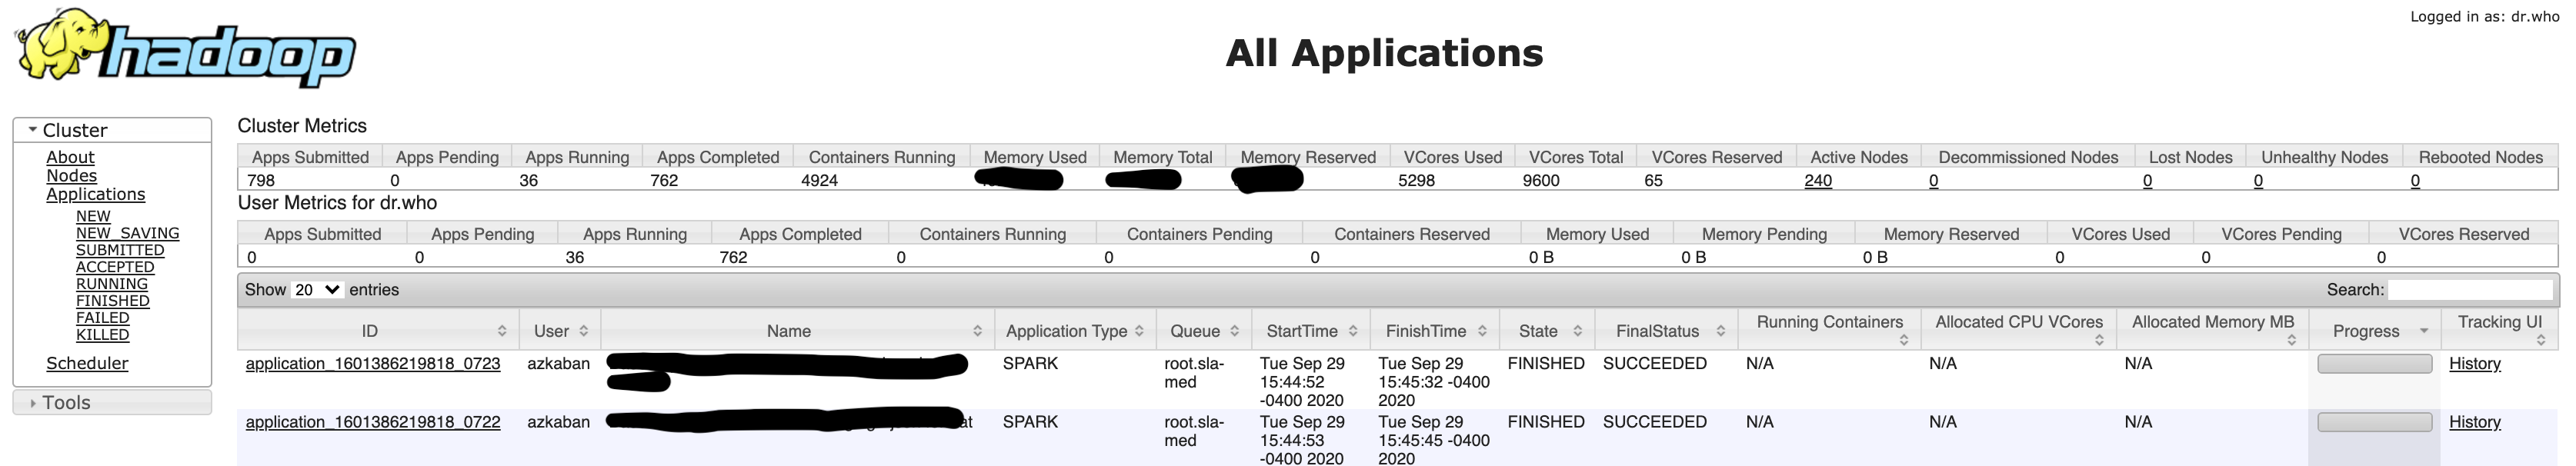 hadoop
Logged in as: dr.who
All Applications
Cluster
About
Nodes
Applications
NEW
NEW_SAVING
SUBMITTED
ACCEPTED
RUNNING
FINISHED
FAILED
KILLED
Scheduler
Tools
Cluster Metrics
Apps Submitted Apps Pending Apps Running Apps Completed Containers Running Memory Used Memory Total Memory Reserved VCores Used VCores Total VCores Reserved Active Nodes Decommissioned Nodes Lost Nodes Unhealthy Nodes Rebooted Nodes
798 0 36 762 4924 5298 9600 65 240 0 0 0 0
User Metrics for dr.who
Apps Submitted Apps Pending Apps Running Apps Completed Containers Running Containers Pending Containers Reserved Memory Used Memory Pending Memory Reserved VCores Used VCores Pending VCores Reserved
0 0 36 762 0 0 0 0 B 0 B 0 B 0 0 0
Show 20 entries Search:
ID User Name Application Type Queue StartTime FinishTime State FinalStatus Running Containers Allocated CPU VCores Allocated Memory MB Progress Tracking UI
application_1601386219818_0723 azkaban SPARK root.sla- Tue Sep 29 Tue Sep 29 FINISHED SUCCEEDED N/A N/A N/A History
med 15:44:52 15:45:32 -0400
-0400 2020 2020
application_1601386219818_0722 azkaban SPARK root.sla- Tue Sep 29 Tue Sep 29 FINISHED SUCCEEDED N/A N/A N/A History
med 15:44:53 15:45:45 -0400
-0400 2020 2020